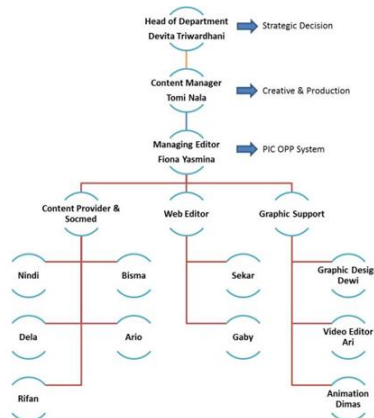 Head of Department
Devita Triwardhani
Strategic Decision
Content Manager
Tomi Nala
Creative & Production
Managing Editor
Fiona Yasmina
PIC OPP System
Content Provider &
Socmed
Web Editor
Graphic Support
Nindi
Bisma
Sekar
Graphic Desig
Dewi
Dela
Ario
Gaby
Video Editor
Ari
Rifan
Animation
Dimas